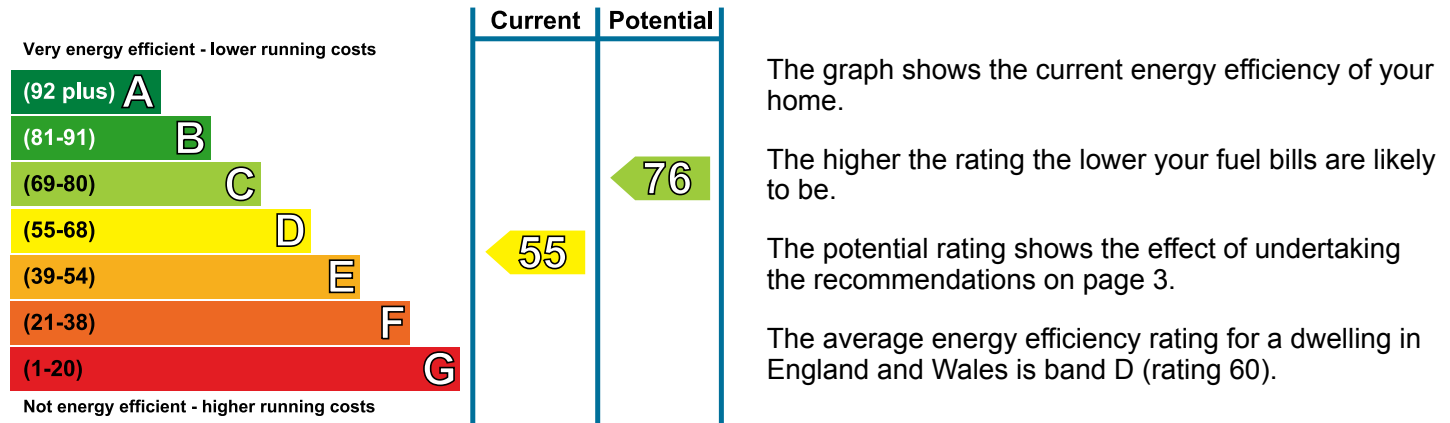 Current Potential
Very energy efficient - lower running costs
(92 plus) A
(81-91) B
(69-80) C
(55-68) D
(39-54) E
(21-38) F
(1-20) G
Not energy efficient - higher running costs
55
76
The graph shows the current energy efficiency of your
home.
The higher the rating the lower your fuel bills are likely
to be.
The potential rating shows the effect of undertaking
the recommendations on page 3.
The average energy efficiency rating for a dwelling in
England and Wales is band D (rating 60).